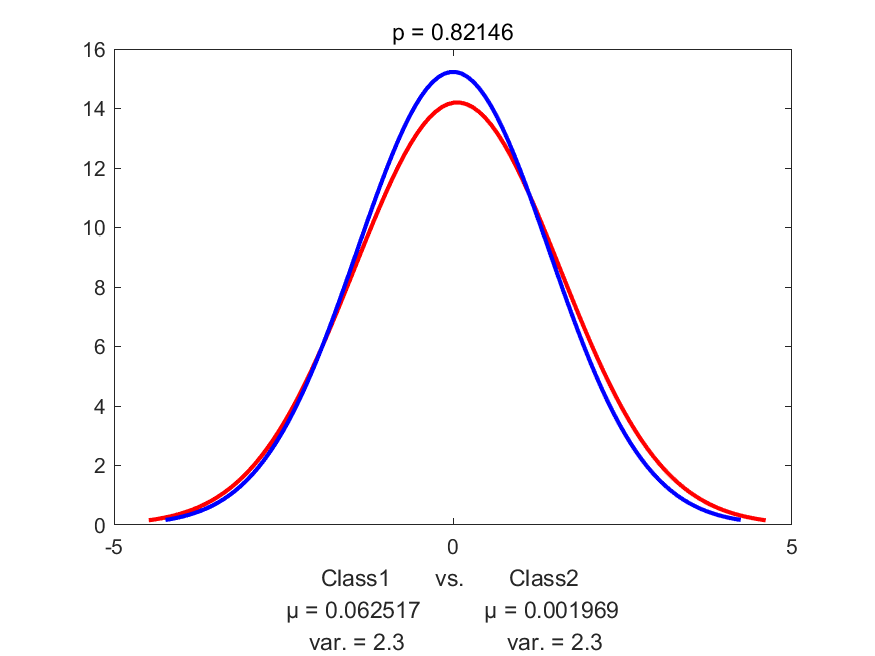 p = 0.82146
16
14
12
10
8
6
4
2
0
-5 0 5
Class1 vs. Class2
μ = 0.062517 μ = 0.001969
var. = 2.3 var. = 2.3